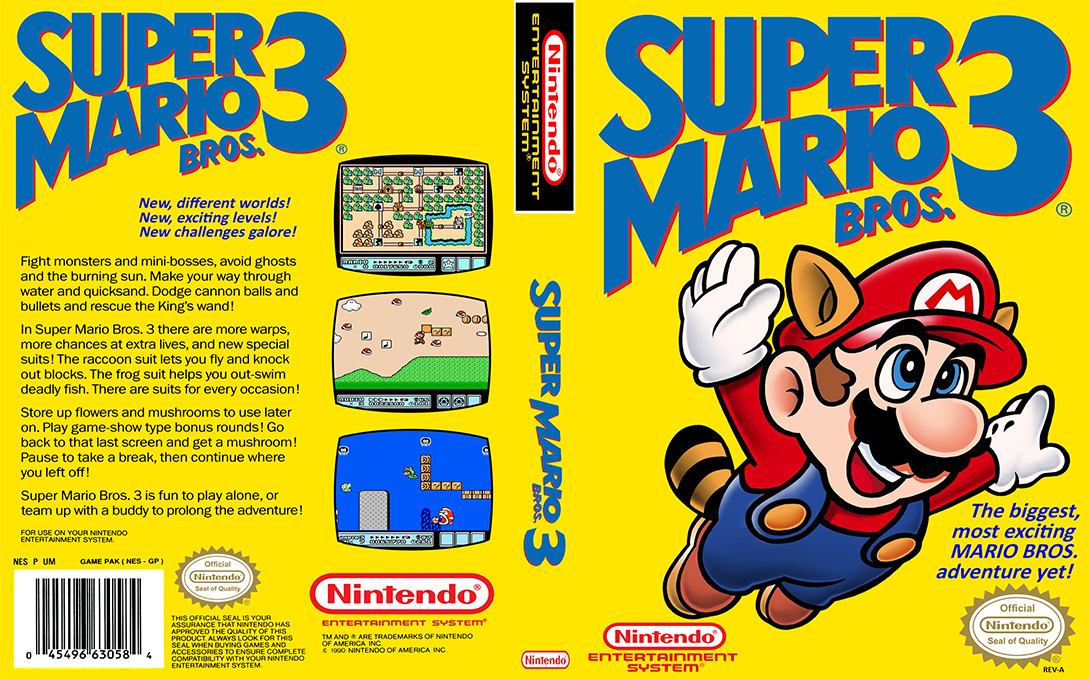 SUPER
MARIO
BROS. 3 ®
New, different worlds!
New, exciting levels!
New challenges galore!
Fight monsters and mini-bosses, avoid ghosts
and the burning sun. Make your way through
water and quicksand. Dodge cannon balls and
bullets and rescue the King's wand!
In Super Mario Bros. 3 there are more warps,
more chances at extra lives, and new special
suits! The raccoon suit lets you fly and knock
out blocks. The frog suit helps you out-swim
deadly fish. There are suits for every occasion!
Store up flowers and mushrooms to use later
on. Play game-show type bonus rounds! Go
back to that last screen and get a mushroom!
Pause to take a break, then continue where
you left off!
Super Mario Bros. 3 is fun to play alone, or
team up with a buddy to prolong the adventure!
FOR USE ON YOUR NINTENDO
ENTERTAINMENT SYSTEM.
NES P UM GAME PAK ( NES - GP )
0 45496 63058 4
Official
Nintendo
Seal of Quality
®
THIS OFFICIAL SEAL IS YOUR
ASSURANCE THAT NINTENDO HAS
APPROVED THE QUALITY OF THIS
PRODUCT. ALWAYS LOOK FOR THIS
SEAL WHEN BUYING GAMES AND
ACCESSORIES TO ENSURE COMPLETE
COMPATIBILITY WITH YOUR NINTENDO
ENTERTAINMENT SYSTEM.
Nintendo®
ENTERTAINMENT SYSTEM®
TM AND ® ARE TRADEMARKS OF NINTENDO
OF AMERICA INC.
© 1990 NINTENDO OF AMERICA INC.
Nintendo®
ENTERTAINMENT
SYSTEM®
SUPER MARIO
BROS. 3
Nintendo
SUPER
MARIO
BROS. 3 ®
M
The biggest,
most exciting
MARIO BROS.
adventure yet!
Nintendo®
ENTERTAINMENT
SYSTEM®
Official
Nintendo
Seal of Quality
®
REV-A